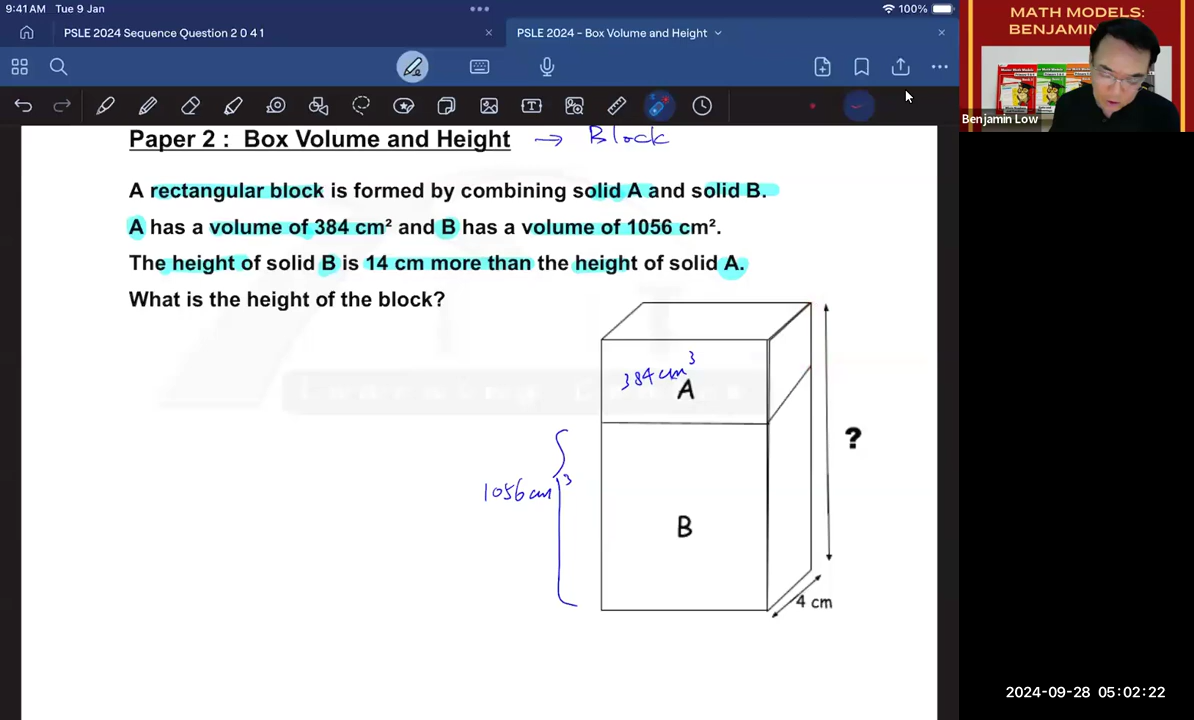 9:41 AM Tue 9 Jan
100%
PSLE 2024 Sequence Question 2 0 4 1
PSLE 2024 - Box Volume and Height
MATH MODELS:
BENJAMIN
Benjamin Low
Paper 2 : Box Volume and Height → Block
A rectangular block is formed by combining solid A and solid B.
A has a volume of 384 cm² and B has a volume of 1056 cm².
The height of solid B is 14 cm more than the height of solid A.
What is the height of the block?
384 cm³
A
?
1056 cm³
B
4 cm
2024-09-28 05:02:22